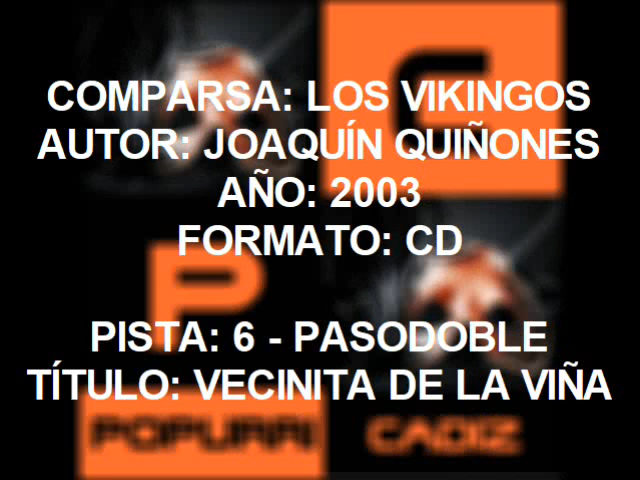 COMPARSA: LOS VIKINGOS
AUTOR: JOAQUÍN QUIÑONES
AÑO: 2003
FORMATO: CD
P
PISTA: 6 - PASODOBLE
TÍTULO: VECINITA DE LA VIÑA
POPURRI CADIZ